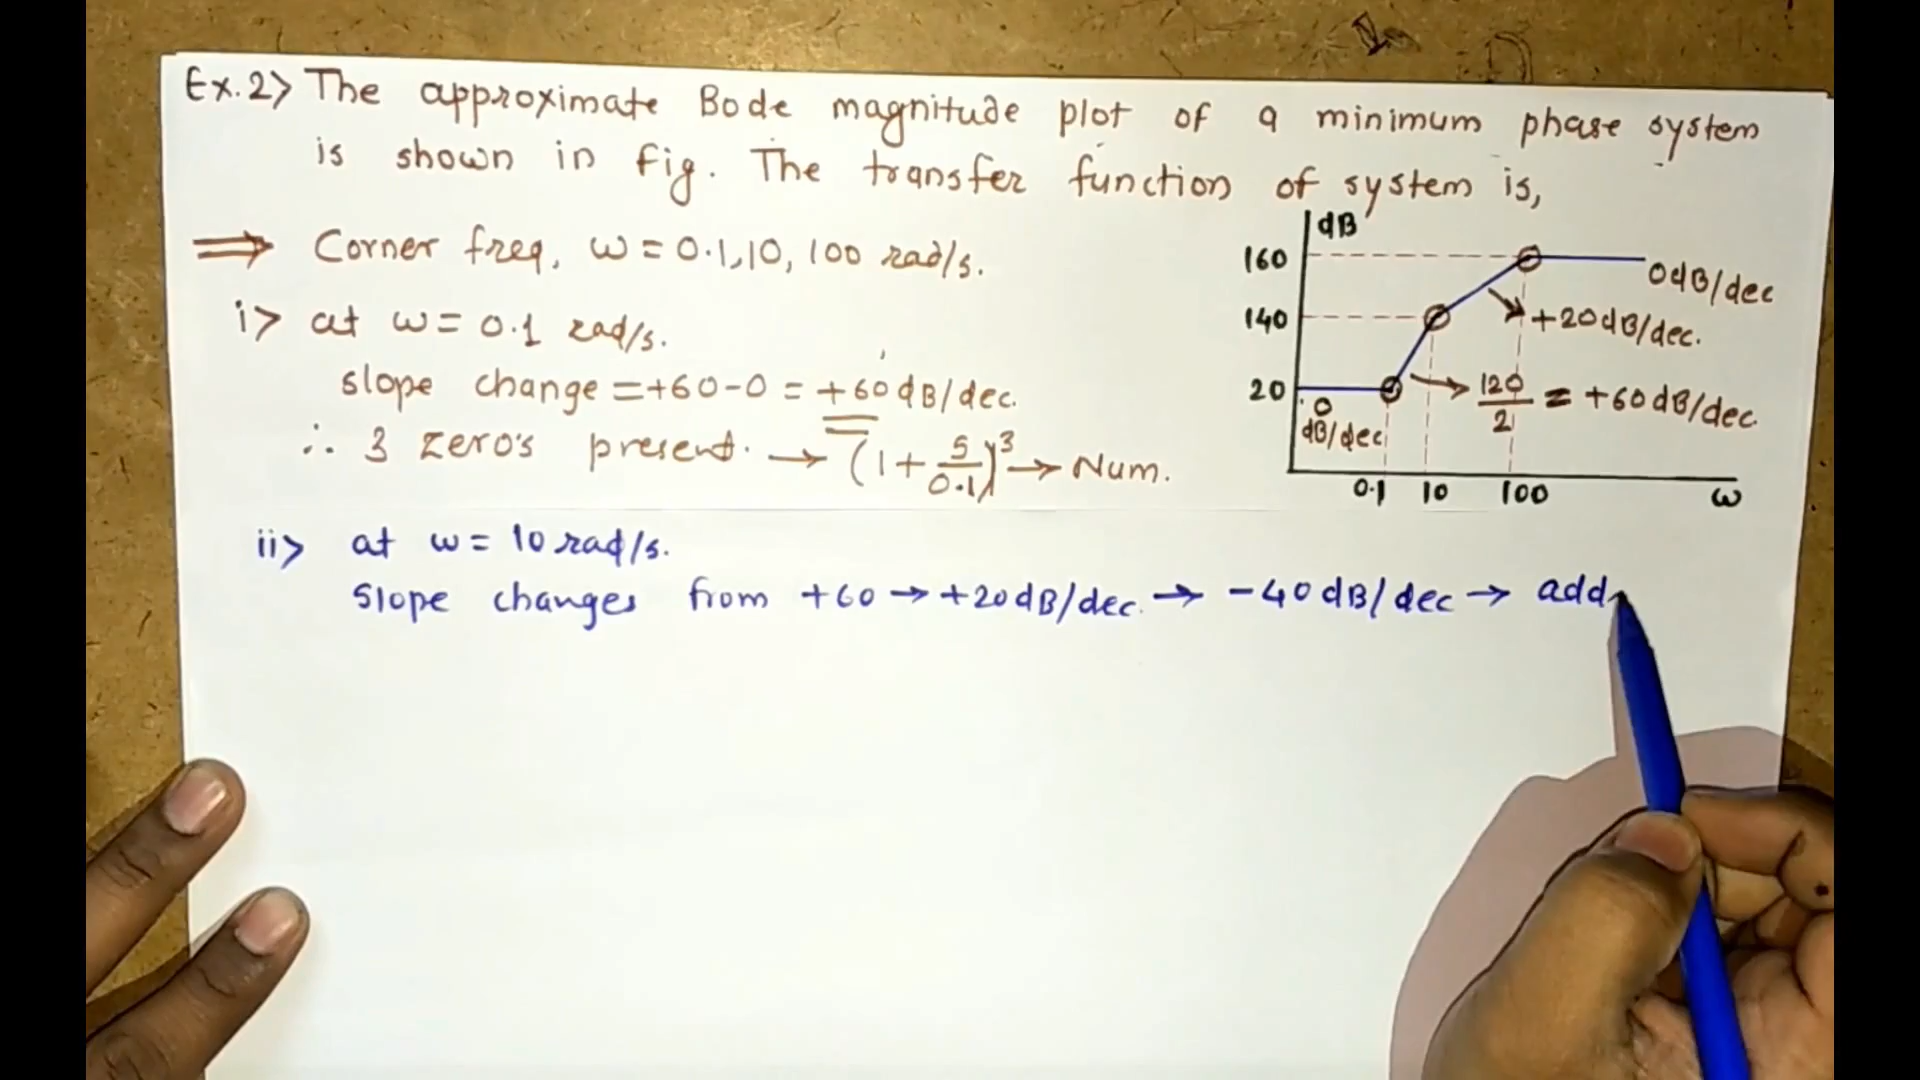 Ex.2> The approximate Bode magnitude plot of a minimum phase system
is shown in fig. The transfer function of system is,
⇒ Corner freq, ω = 0.1, 10, 100 rad/s.
i> at ω = 0.1 rad/s.
slope change = +60-0 = +60 dB/dec.
∴ 3 zero's present. → (1 + s/0.1)³ → Num.
ii> at ω = 10 rad/s.
Slope changes from +60 → +20 dB/dec. → -40 dB/dec → add
dB
160
0 dB/dec
140
+20 dB/dec.
20
120/2 = +60 dB/dec.
0
dB/dec
0.1 10 100 ω